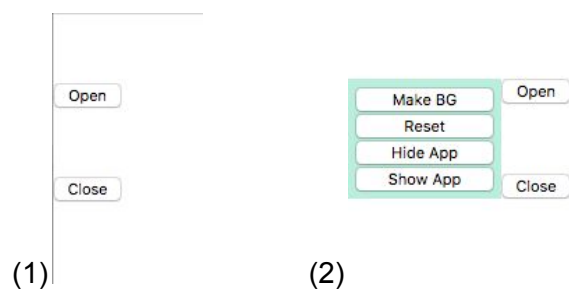 Open
Close
(1)
Make BG
Reset
Hide App
Show App
Open
Close
(2)